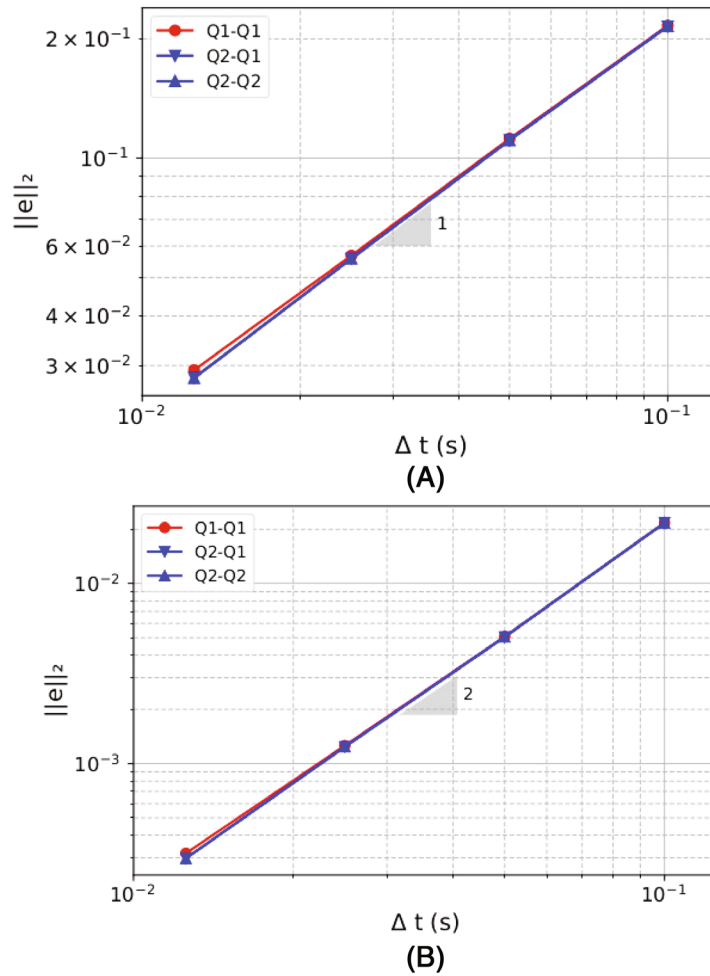 2 × 10⁻¹
Q1-Q1
Q2-Q1
Q2-Q2
10⁻¹
||e||₂
1
6 × 10⁻²
4 × 10⁻²
3 × 10⁻²
10⁻²
10⁻¹
Δ t (s)
(A)
Q1-Q1
Q2-Q1
Q2-Q2
10⁻²
||e||₂
2
10⁻³
10⁻²
10⁻¹
Δ t (s)
(B)